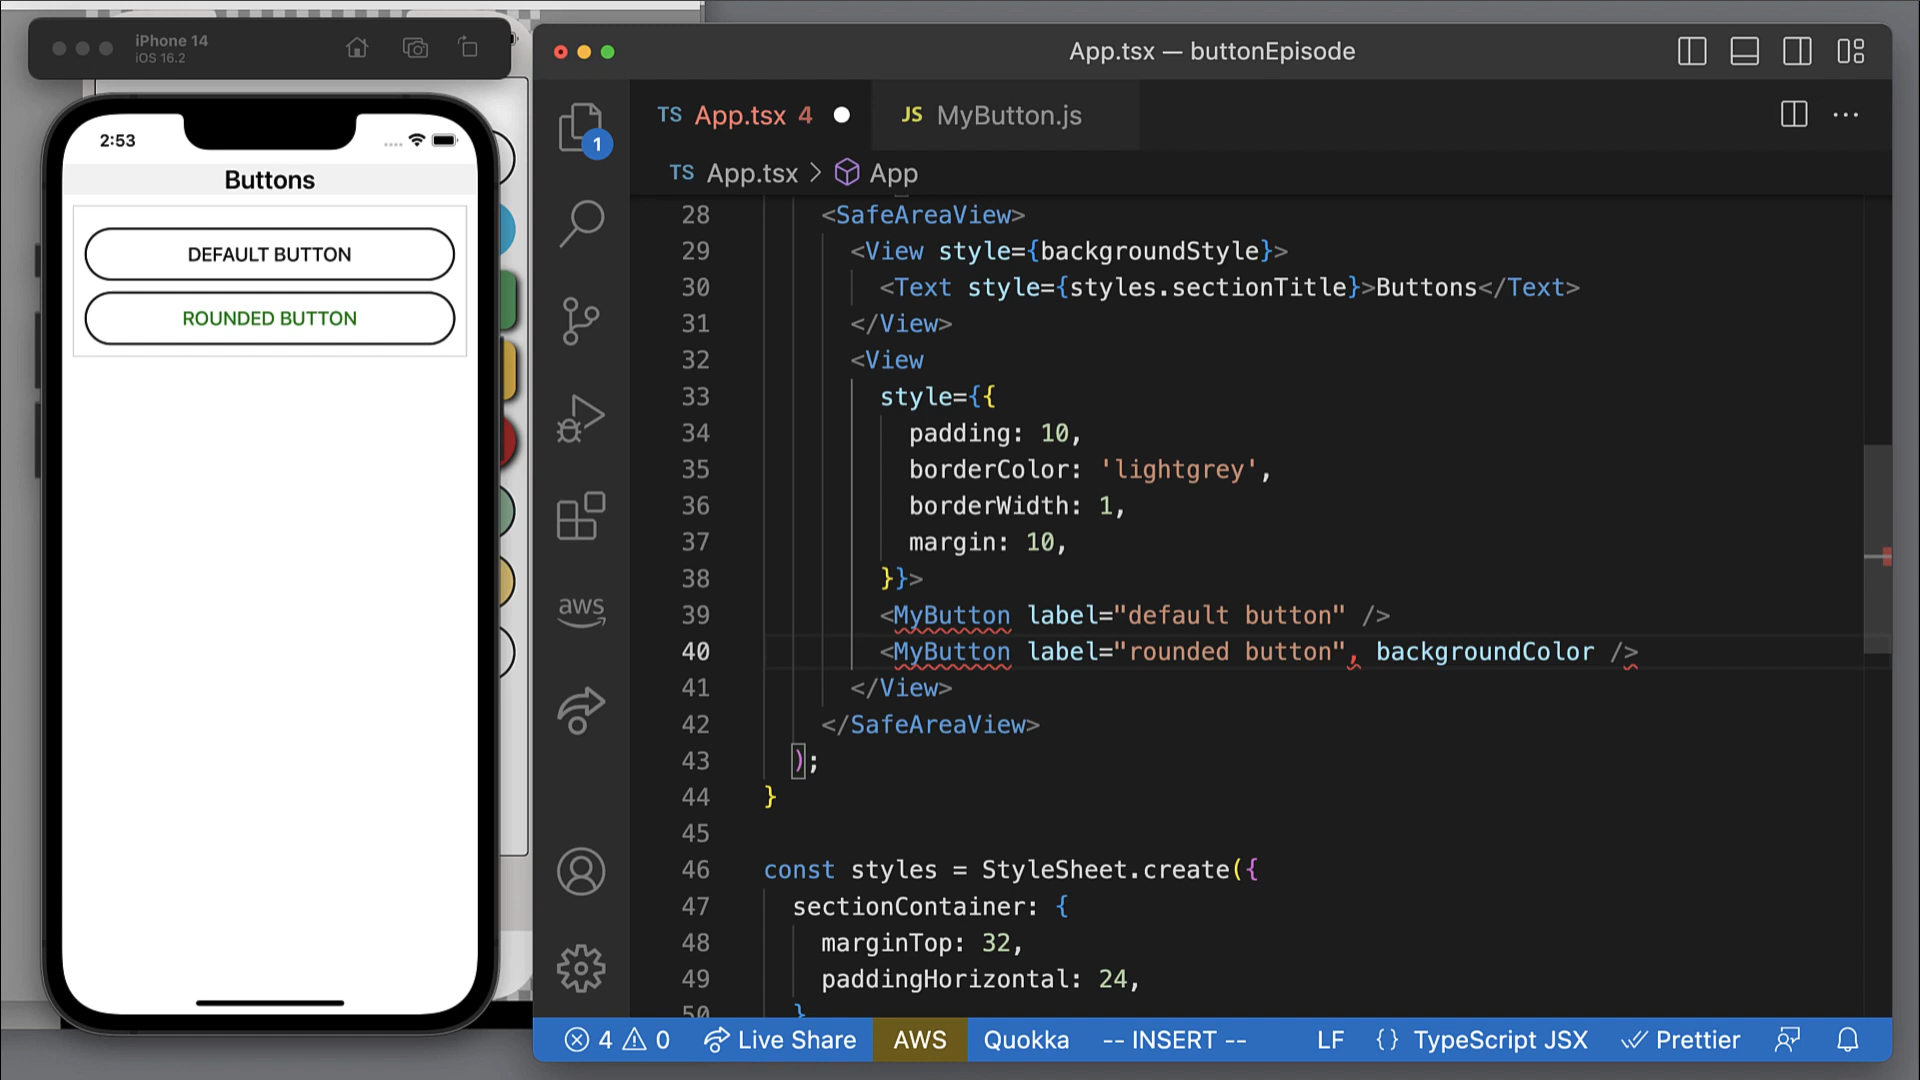 iPhone 14
iOS 16.2
2:53
Buttons
DEFAULT BUTTON
ROUNDED BUTTON
App.tsx — buttonEpisode
TS App.tsx 4
JS MyButton.js
TS App.tsx > App
1
aws
28 <SafeAreaView>
29 <View style={backgroundStyle}>
30 <Text style={styles.sectionTitle}>Buttons</Text>
31 </View>
32 <View
33 style={{
34 padding: 10,
35 borderColor: 'lightgrey',
36 borderWidth: 1,
37 margin: 10,
38 }}>
39 <MyButton label="default button" />
40 <MyButton label="rounded button", backgroundColor />
41 </View>
42 </SafeAreaView>
43 );
44 }
45
46 const styles = StyleSheet.create({
47 sectionContainer: {
48 marginTop: 32,
49 paddingHorizontal: 24,
50 }
4 0 Live Share AWS Quokka -- INSERT -- LF {} TypeScript JSX Prettier